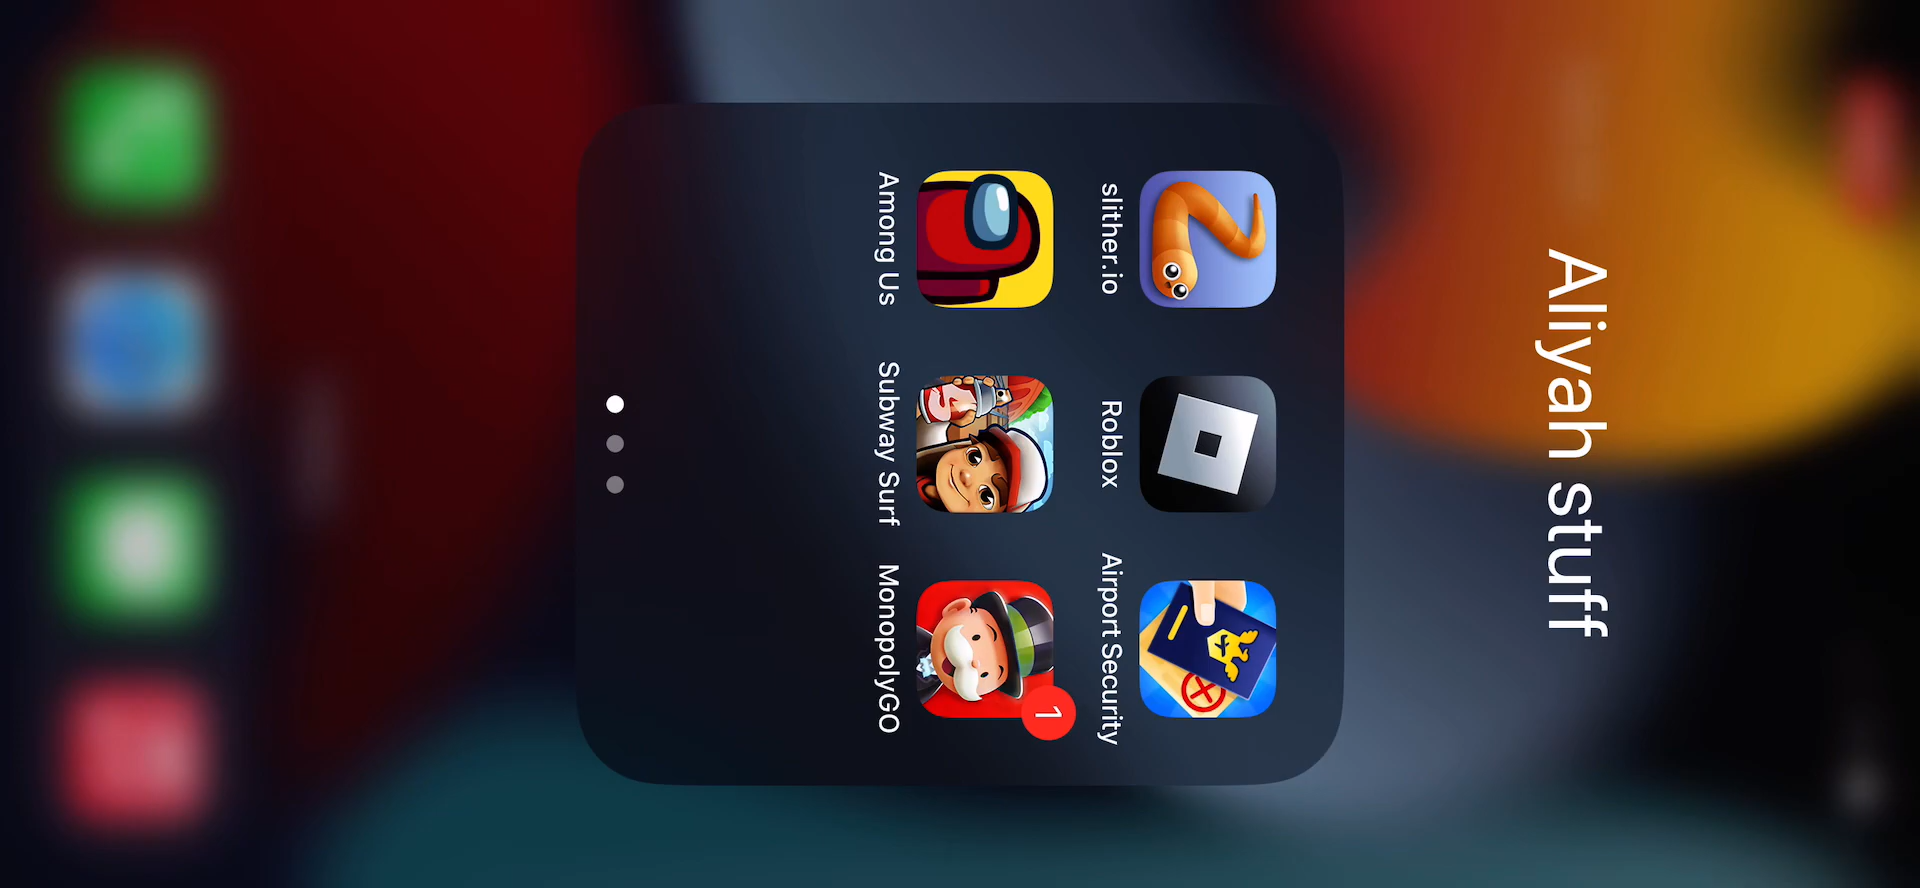 Aliyah stuff
slither.io
Roblox
Airport Security
1
Among Us
Subway Surf
MonopolyGO